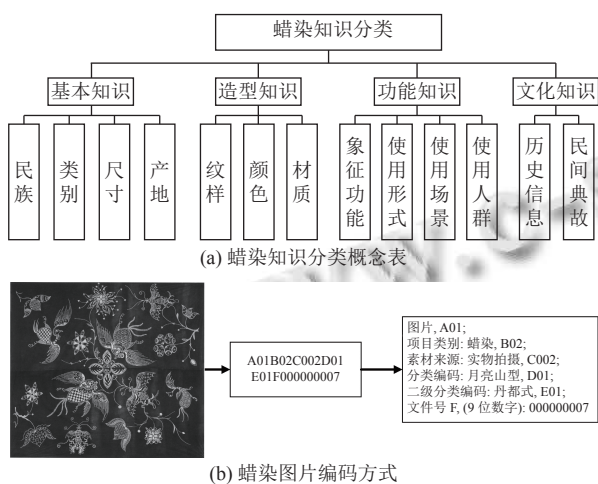 蜡染知识分类
基本知识
造型知识
功能知识
文化知识
民族
类别
尺寸
产地
纹样
颜色
材质
象征功能
使用形式
使用场景
使用人群
历史信息
民间典故
(a) 蜡染知识分类概念表
A01B02C002D01
E01F000000007
图片, A01;
项目类别: 蜡染, B02;
素材来源: 实物拍摄, C002;
分类编码: 月亮山型, D01;
二级分类编码: 丹都式, E01;
文件号 F, (9 位数字): 000000007
(b) 蜡染图片编码方式